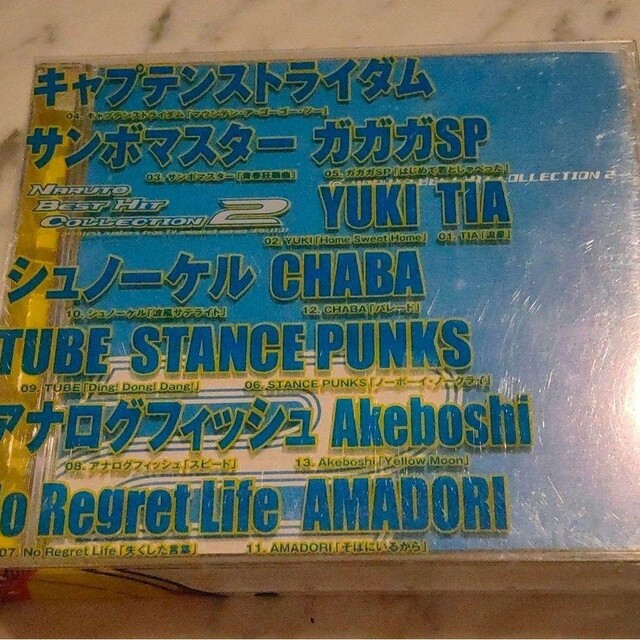 キャプテンストライダム
04. キャプテンストライダム「マウンテン・ア・ゴーゴー・ツー」
サンボマスター ガガガSP
03. サンボマスター「青春狂騒曲」 05. ガガガSP「はじめて君としゃべった」
NARUTO
BEST HIT
COLLECTION 2
COLLECTION 2
YUKI TIA
02. YUKI「Home Sweet Home」 01. TIA「流星」
シュノーケル CHABA
10. シュノーケル「波風サテライト」 12. CHABA「パレード」
TUBE STANCE PUNKS
09. TUBE「Ding! Dong! Dang!」 06. STANCE PUNKS「ノーボーイ・ノークライ」
アナログフィッシュ Akeboshi
08. アナログフィッシュ「スピード」 13. Akeboshi「Yellow Moon」
No Regret Life AMADORI
07. No Regret Life「失くした言葉」 11. AMADORI「そばにいるから」